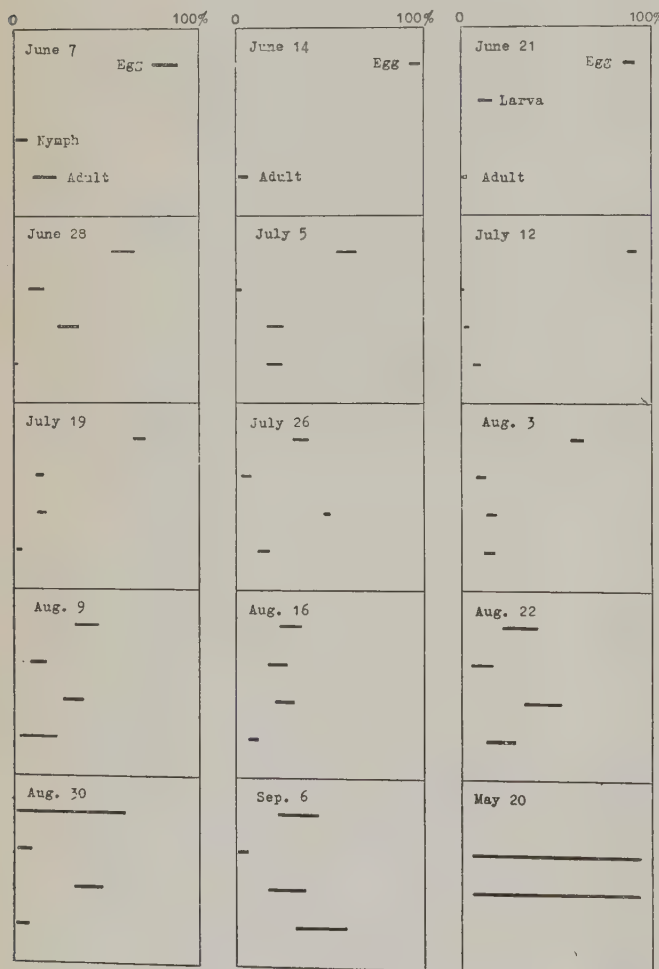 0 100%
0 100%
0 100%
June 7
Egg
Nymph
Adult
June 14
Egg
Adult
June 21
Egg
Larva
Adult
June 28
July 5
July 12
July 19
July 26
Aug. 3
Aug. 9
Aug. 16
Aug. 22
Aug. 30
Sep. 6
May 20